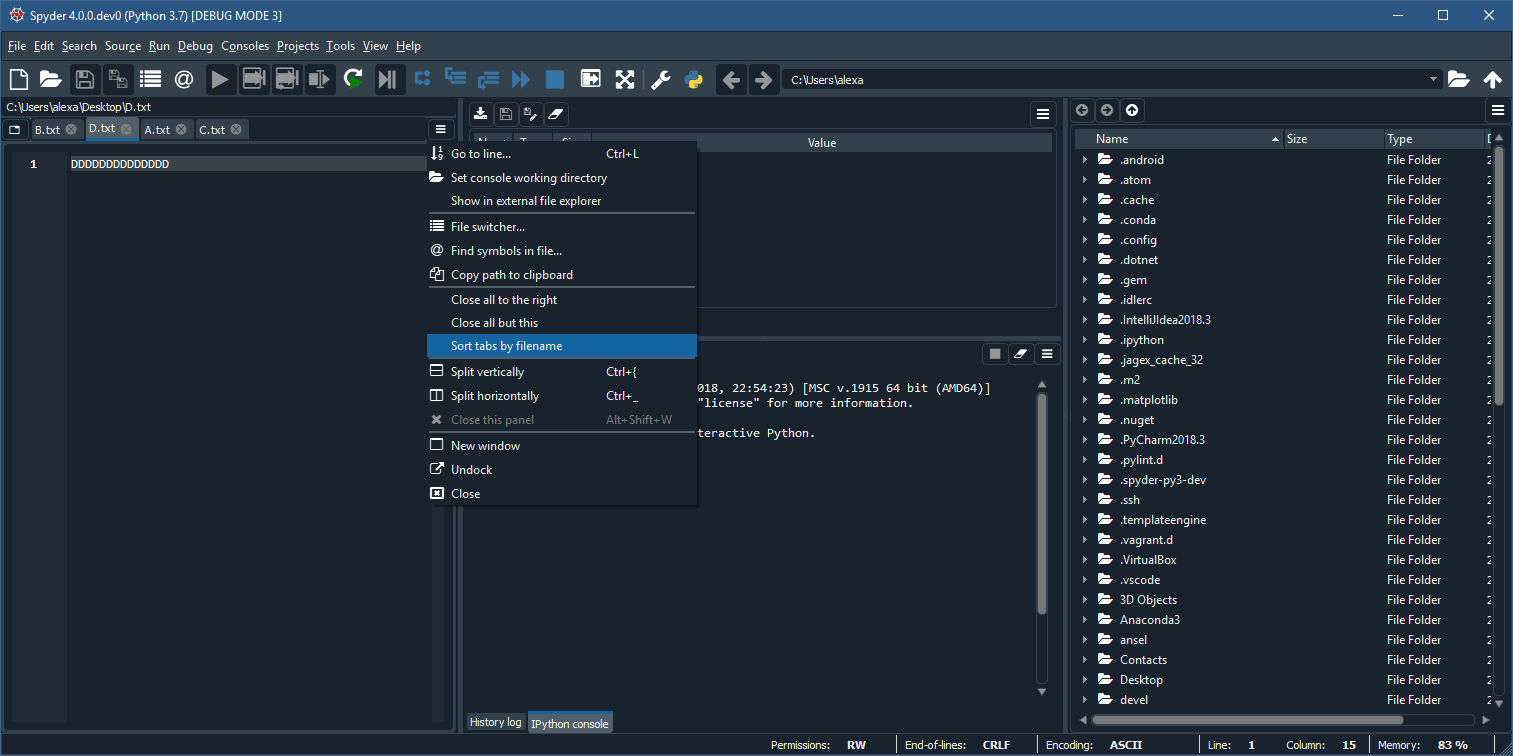 Spyder 4.0.0.dev0 (Python 3.7) [DEBUG MODE 3]
File Edit Search Source Run Debug Consoles Projects Tools View Help
C:\Users\alexa
C:\Users\alexa\Desktop\D.txt
B.txt D.txt A.txt C.txt
1 DDDDDDDDDDDDDD
Go to line... Ctrl+L
Set console working directory
Show in external file explorer
File switcher...
Find symbols in file...
Copy path to clipboard
Close all to the right
Close all but this
Sort tabs by filename
Split vertically Ctrl+{
Split horizontally Ctrl+_
Close this panel Alt+Shift+W
New window
Undock
Close
Value
018, 22:54:23) [MSC v.1915 64 bit (AMD64)]
"license" for more information.
teractive Python.
History log IPython console
Name Size Type
.android File Folder
.atom File Folder
.cache File Folder
.conda File Folder
.config File Folder
.dotnet File Folder
.gem File Folder
.idlerc File Folder
.IntelliJIdea2018.3 File Folder
.ipython File Folder
.jagex_cache_32 File Folder
.m2 File Folder
.matplotlib File Folder
.nuget File Folder
.PyCharm2018.3 File Folder
.pylint.d File Folder
.spyder-py3-dev File Folder
.ssh File Folder
.templateengine File Folder
.vagrant.d File Folder
.VirtualBox File Folder
.vscode File Folder
3D Objects File Folder
Anaconda3 File Folder
ansel File Folder
Contacts File Folder
Desktop File Folder
devel File Folder
Permissions: RW End-of-lines: CRLF Encoding: ASCII Line: 1 Column: 15 Memory: 83 %